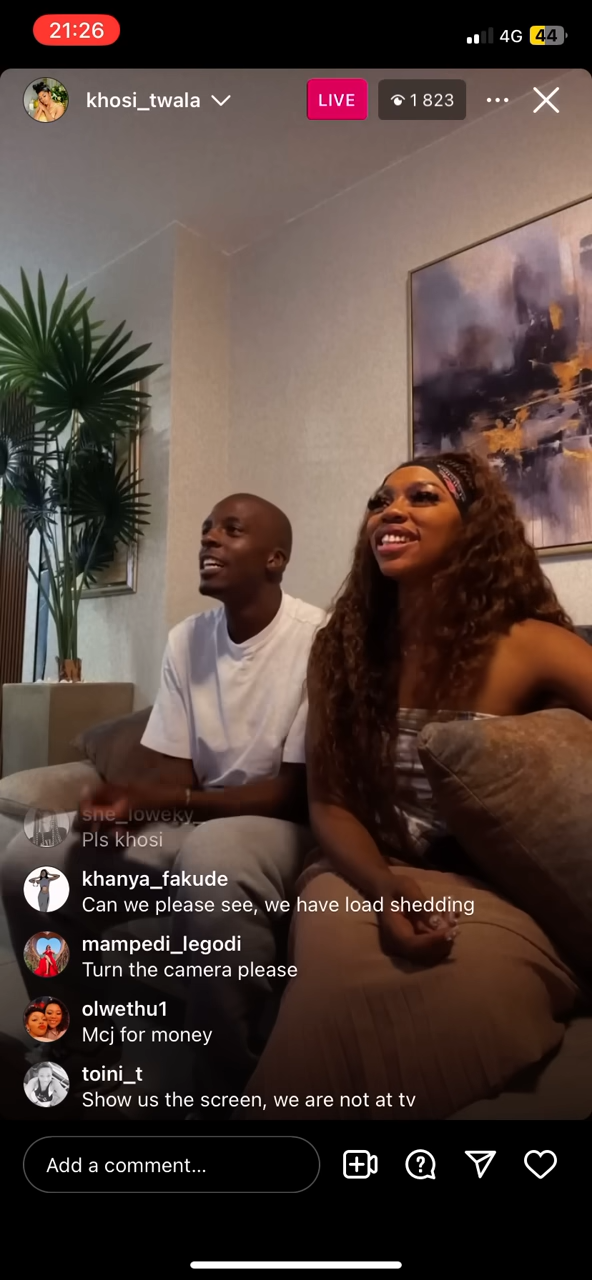 21:26
4G
44
khosi_twala
LIVE
1 823
she_loweky_
Pls khosi
khanya_fakude
Can we please see, we have load shedding
mampedi_legodi
Turn the camera please
olwethu1
Mcj for money
toini_t
Show us the screen, we are not at tv
Add a comment...